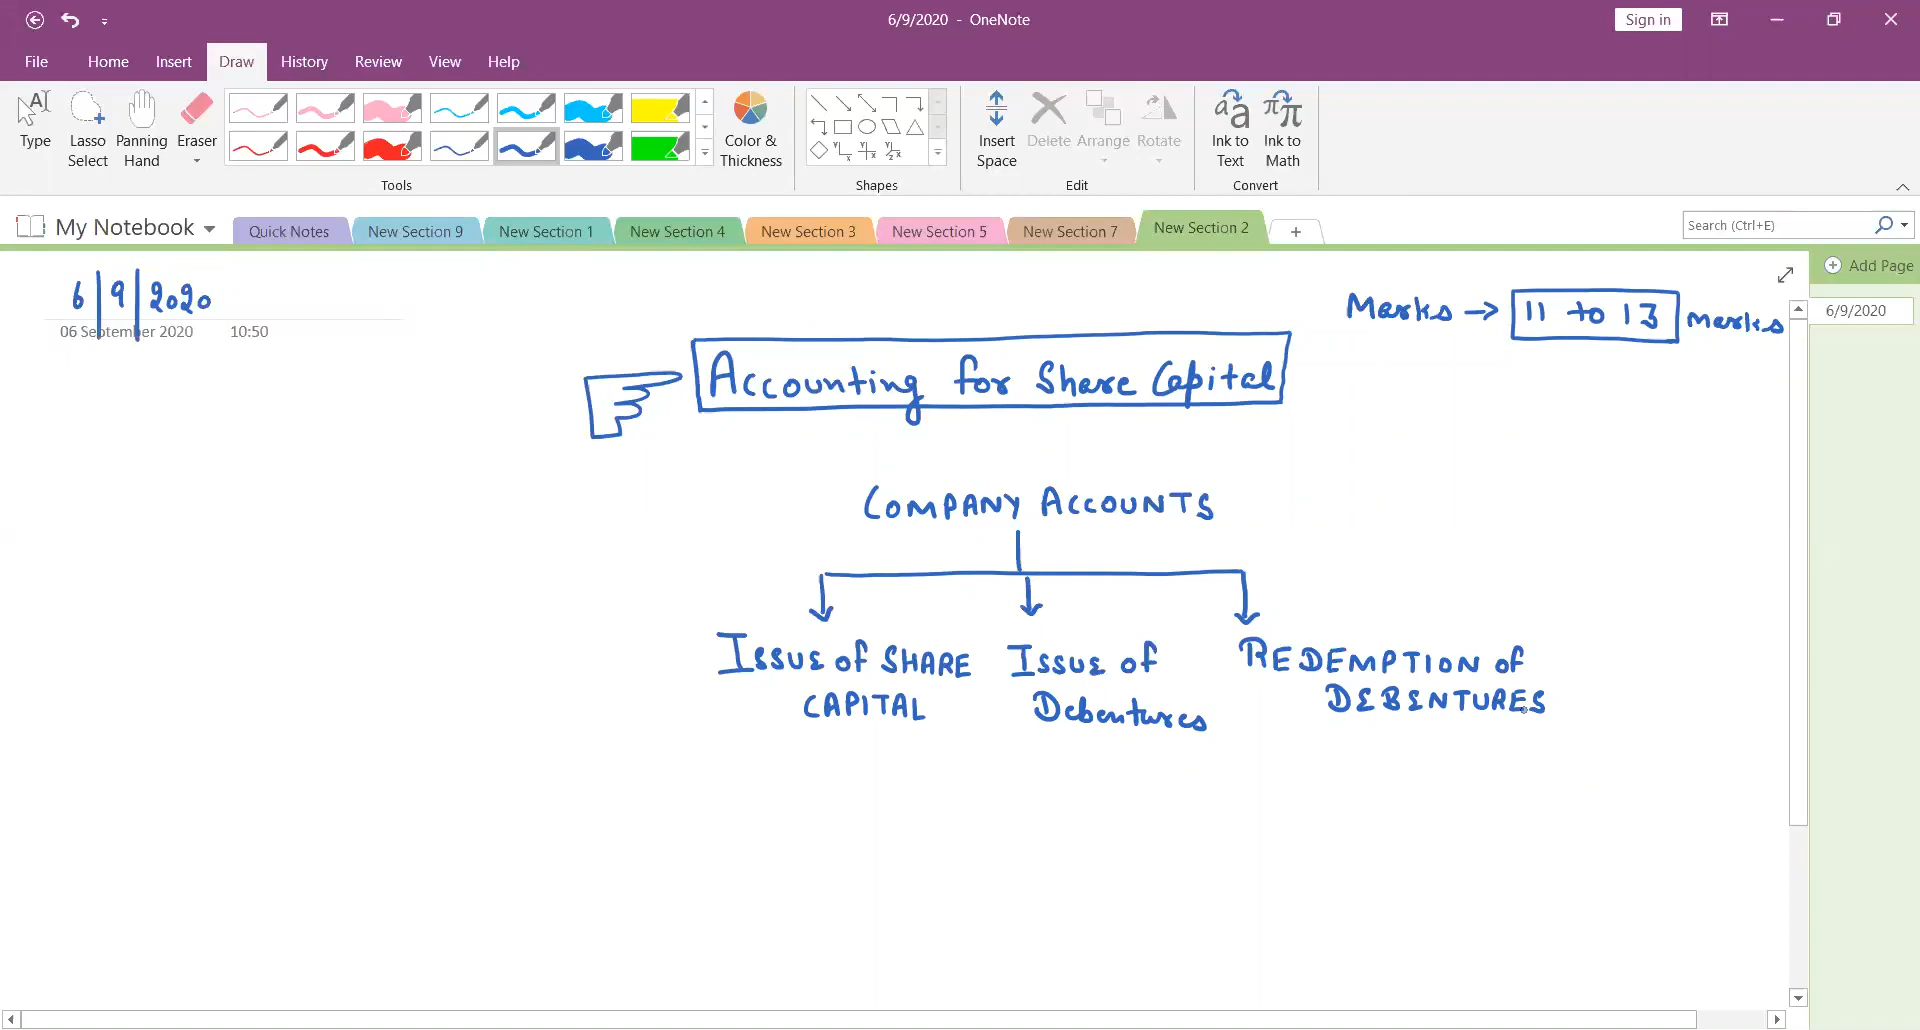 6/9/2020 - OneNote
Sign in
File Home Insert Draw History Review View Help
Type
Lasso Select
Panning Hand
Eraser
Color & Thickness
Insert Space
Delete
Arrange
Rotate
Ink to Text
Ink to Math
Tools
Shapes
Edit
Convert
My Notebook
Quick Notes
New Section 9
New Section 1
New Section 4
New Section 3
New Section 5
New Section 7
New Section 2
Search (Ctrl+E)
Add Page
6/9/2020
6|9|2020
06 September 2020 10:50
Marks → 11 to 13 marks
Accounting for Share Capital
COMPANY ACCOUNTS
ISSUE of SHARE CAPITAL
ISSUE of Debentures
REDEMPTION of DEBENTURES